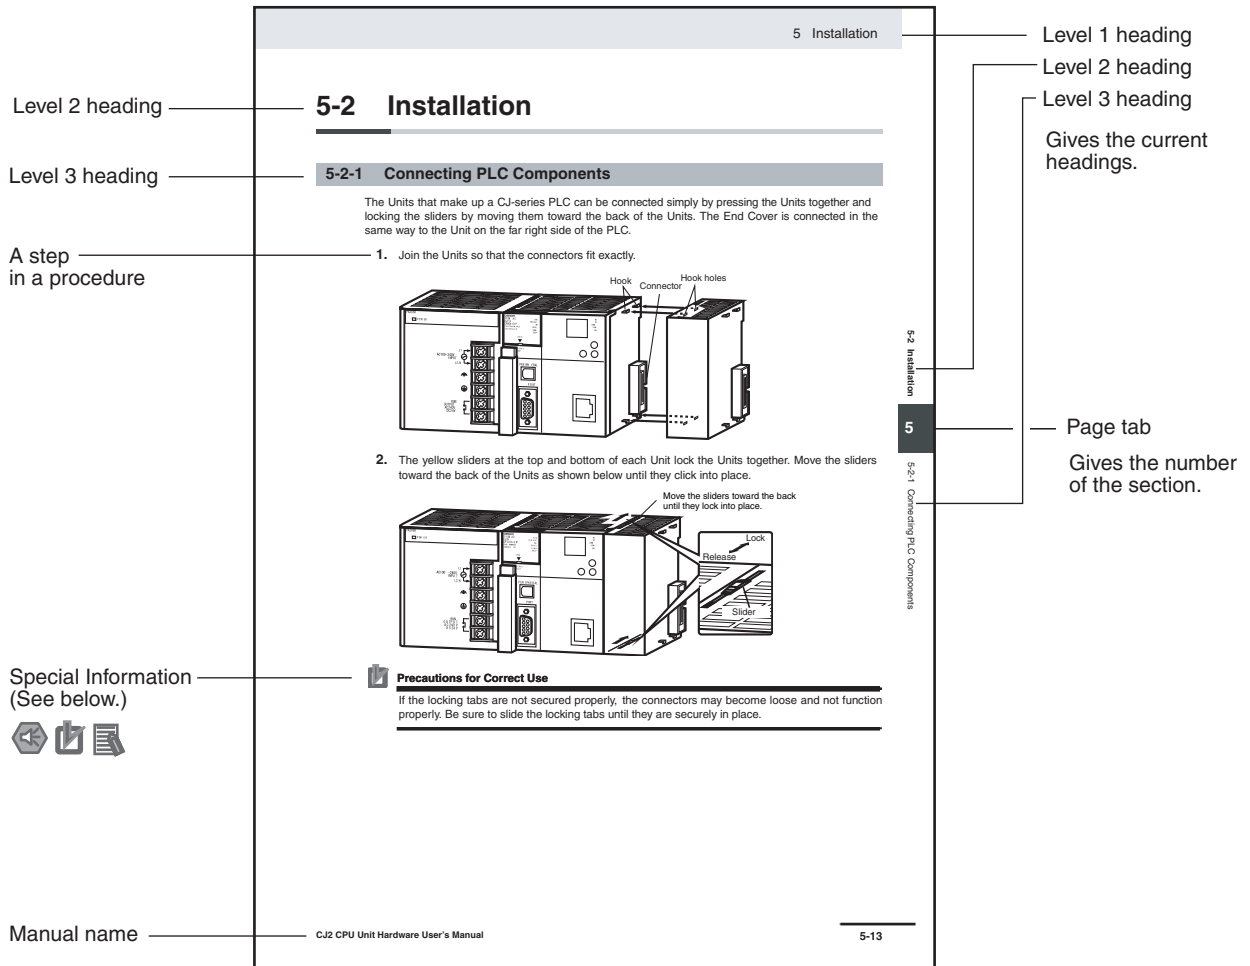 5 Installation
Level 1 heading
Level 2 heading
Level 3 heading
Gives the current
headings.
Level 2 heading
5-2 Installation
Level 3 heading
5-2-1 Connecting PLC Components
The Units that make up a CJ-series PLC can be connected simply by pressing the Units together and
locking the sliders by moving them toward the back of the Units. The End Cover is connected in the
same way to the Unit on the far right side of the PLC.
A step
in a procedure
1. Join the Units so that the connectors fit exactly.
Hook
Connector
Hook holes
5-2 Installation
5
Page tab
Gives the number
of the section.
5-2-1 Connecting PLC Components
2. The yellow sliders at the top and bottom of each Unit lock the Units together. Move the sliders
toward the back of the Units as shown below until they click into place.
Move the sliders toward the back
until they lock into place.
Lock
Release
Slider
Special Information
(See below.)
Precautions for Correct Use
If the locking tabs are not secured properly, the connectors may become loose and not function
properly. Be sure to slide the locking tabs until they are securely in place.
Manual name
CJ2 CPU Unit Hardware User's Manual
5-13